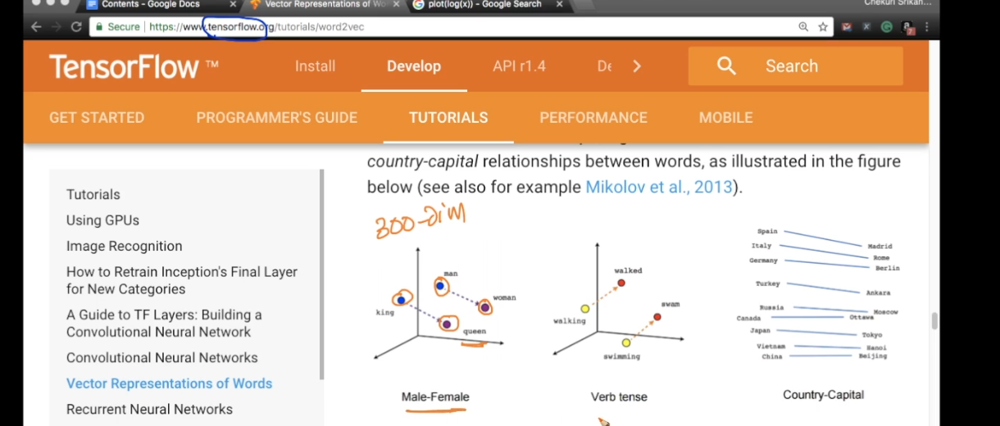 Contents - Google Docs
Vector Representations of Wo
plot(log(x)) - Google Search
Chekuri Srikan...
Secure
https://www.tensorflow.org/tutorials/word2vec
7
TensorFlow ™
Install
Develop
API r1.4
De
Search
GET STARTED
PROGRAMMER'S GUIDE
TUTORIALS
PERFORMANCE
MOBILE
country-capital relationships between words, as illustrated in the figure
below (see also for example Mikolov et al., 2013).
Tutorials
Using GPUs
Image Recognition
How to Retrain Inception's Final Layer
for New Categories
A Guide to TF Layers: Building a
Convolutional Neural Network
Convolutional Neural Networks
Vector Representations of Words
Recurrent Neural Networks
300-dim
man
woman
king
queen
Male-Female
walked
swam
walking
swimming
Verb tense
Spain
Madrid
Italy
Rome
Germany
Berlin
Turkey
Ankara
Russia
Moscow
Canada
Ottawa
Japan
Tokyo
Vietnam
Hanoi
China
Beijing
Country-Capital